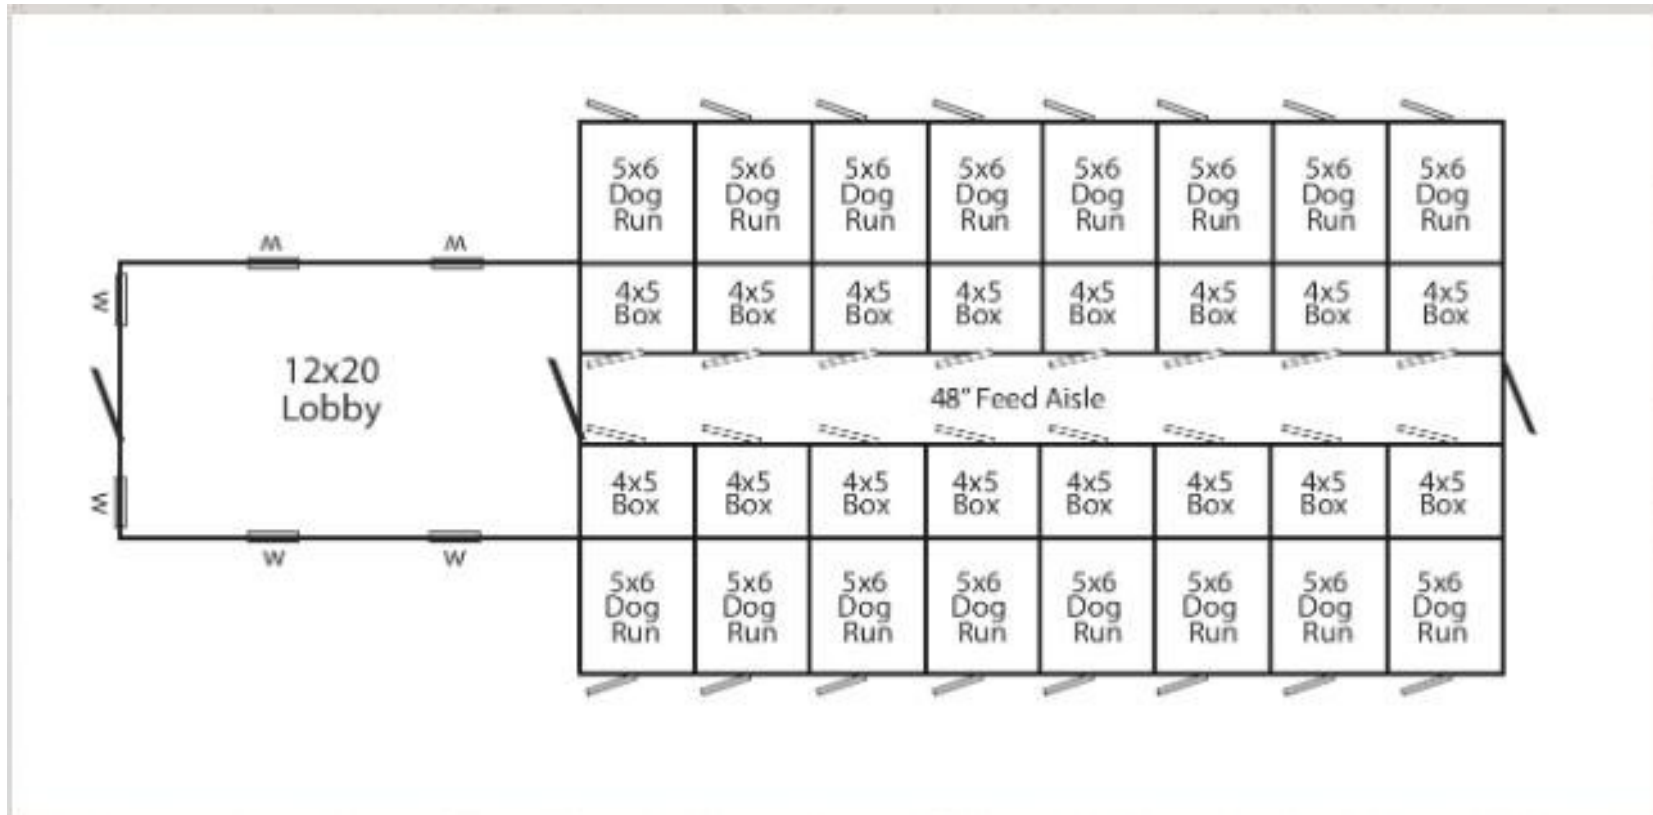 5x6 5x6 5x6 5x6 5x6 5x6 5x6 5x6
Dog Dog Dog Dog Dog Dog Dog Dog
Run Run Run Run Run Run Run Run
W W
W
4x5 4x5 4x5 4x5 4x5 4x5 4x5 4x5
Box Box Box Box Box Box Box Box
12x20
Lobby
48" Feed Aisle
4x5 4x5 4x5 4x5 4x5 4x5 4x5 4x5
Box Box Box Box Box Box Box Box
W
W W
5x6 5x6 5x6 5x6 5x6 5x6 5x6 5x6
Dog Dog Dog Dog Dog Dog Dog Dog
Run Run Run Run Run Run Run Run